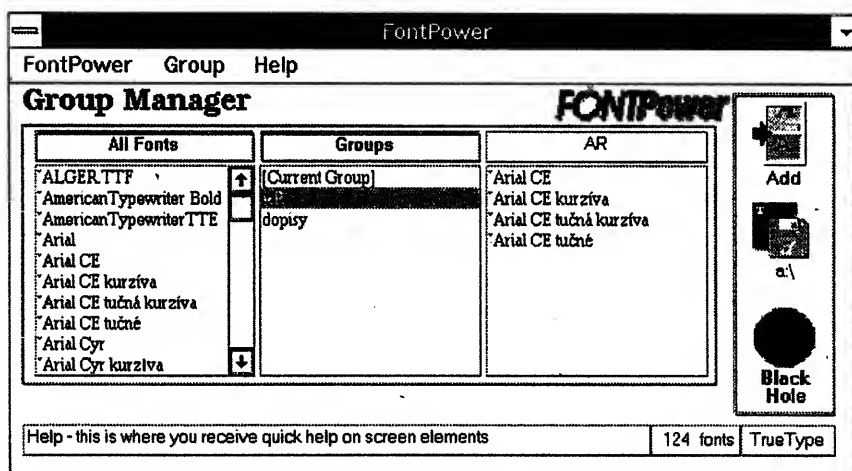 FontPower
FontPower Group Help
Group Manager
FONTPower
All Fonts
ALGER.TTF
AmericanTypewriter Bold
AmericanTypewriterTTE
Arial
Arial CE
Arial CE kurzíva
Arial CE tučná kurzíva
Arial CE tučné
Arial Cyr
Arial Cyr kurzíva
Groups
[Current Group]
dopisy
AR
Arial CE
Arial CE kurzíva
Arial CE tučná kurzíva
Arial CE tučné
Add
a:\
Black
Hole
Help - this is where you receive quick help on screen elements
124 fonts
TrueType